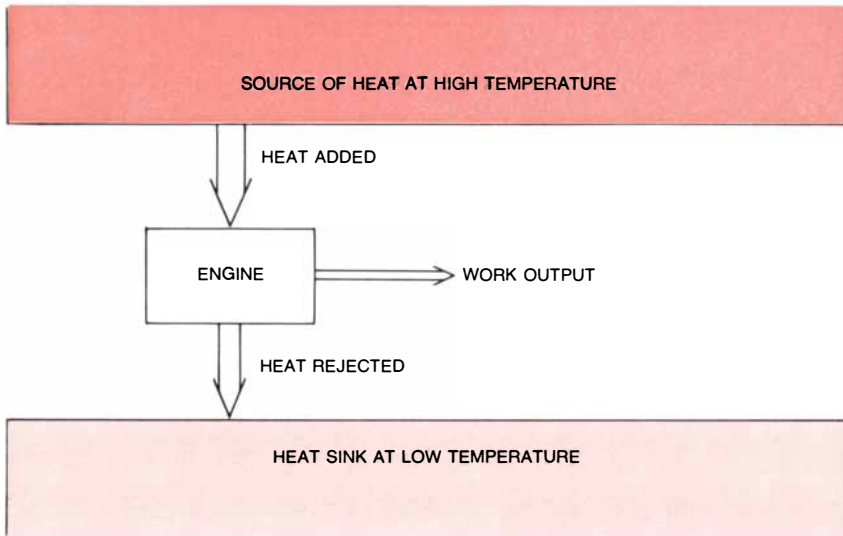 SOURCE OF HEAT AT HIGH TEMPERATURE
HEAT ADDED
ENGINE
WORK OUTPUT
HEAT REJECTED
HEAT SINK AT LOW TEMPERATURE